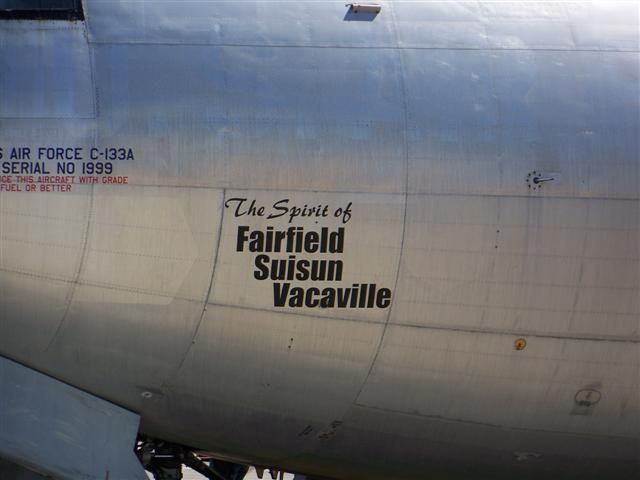 AIR FORCE C-133A
SERIAL NO 1999
THIS AIRCRAFT WITH GRADE
FUEL OR BETTER
The Spirit of
Fairfield
Suisun
Vacaville